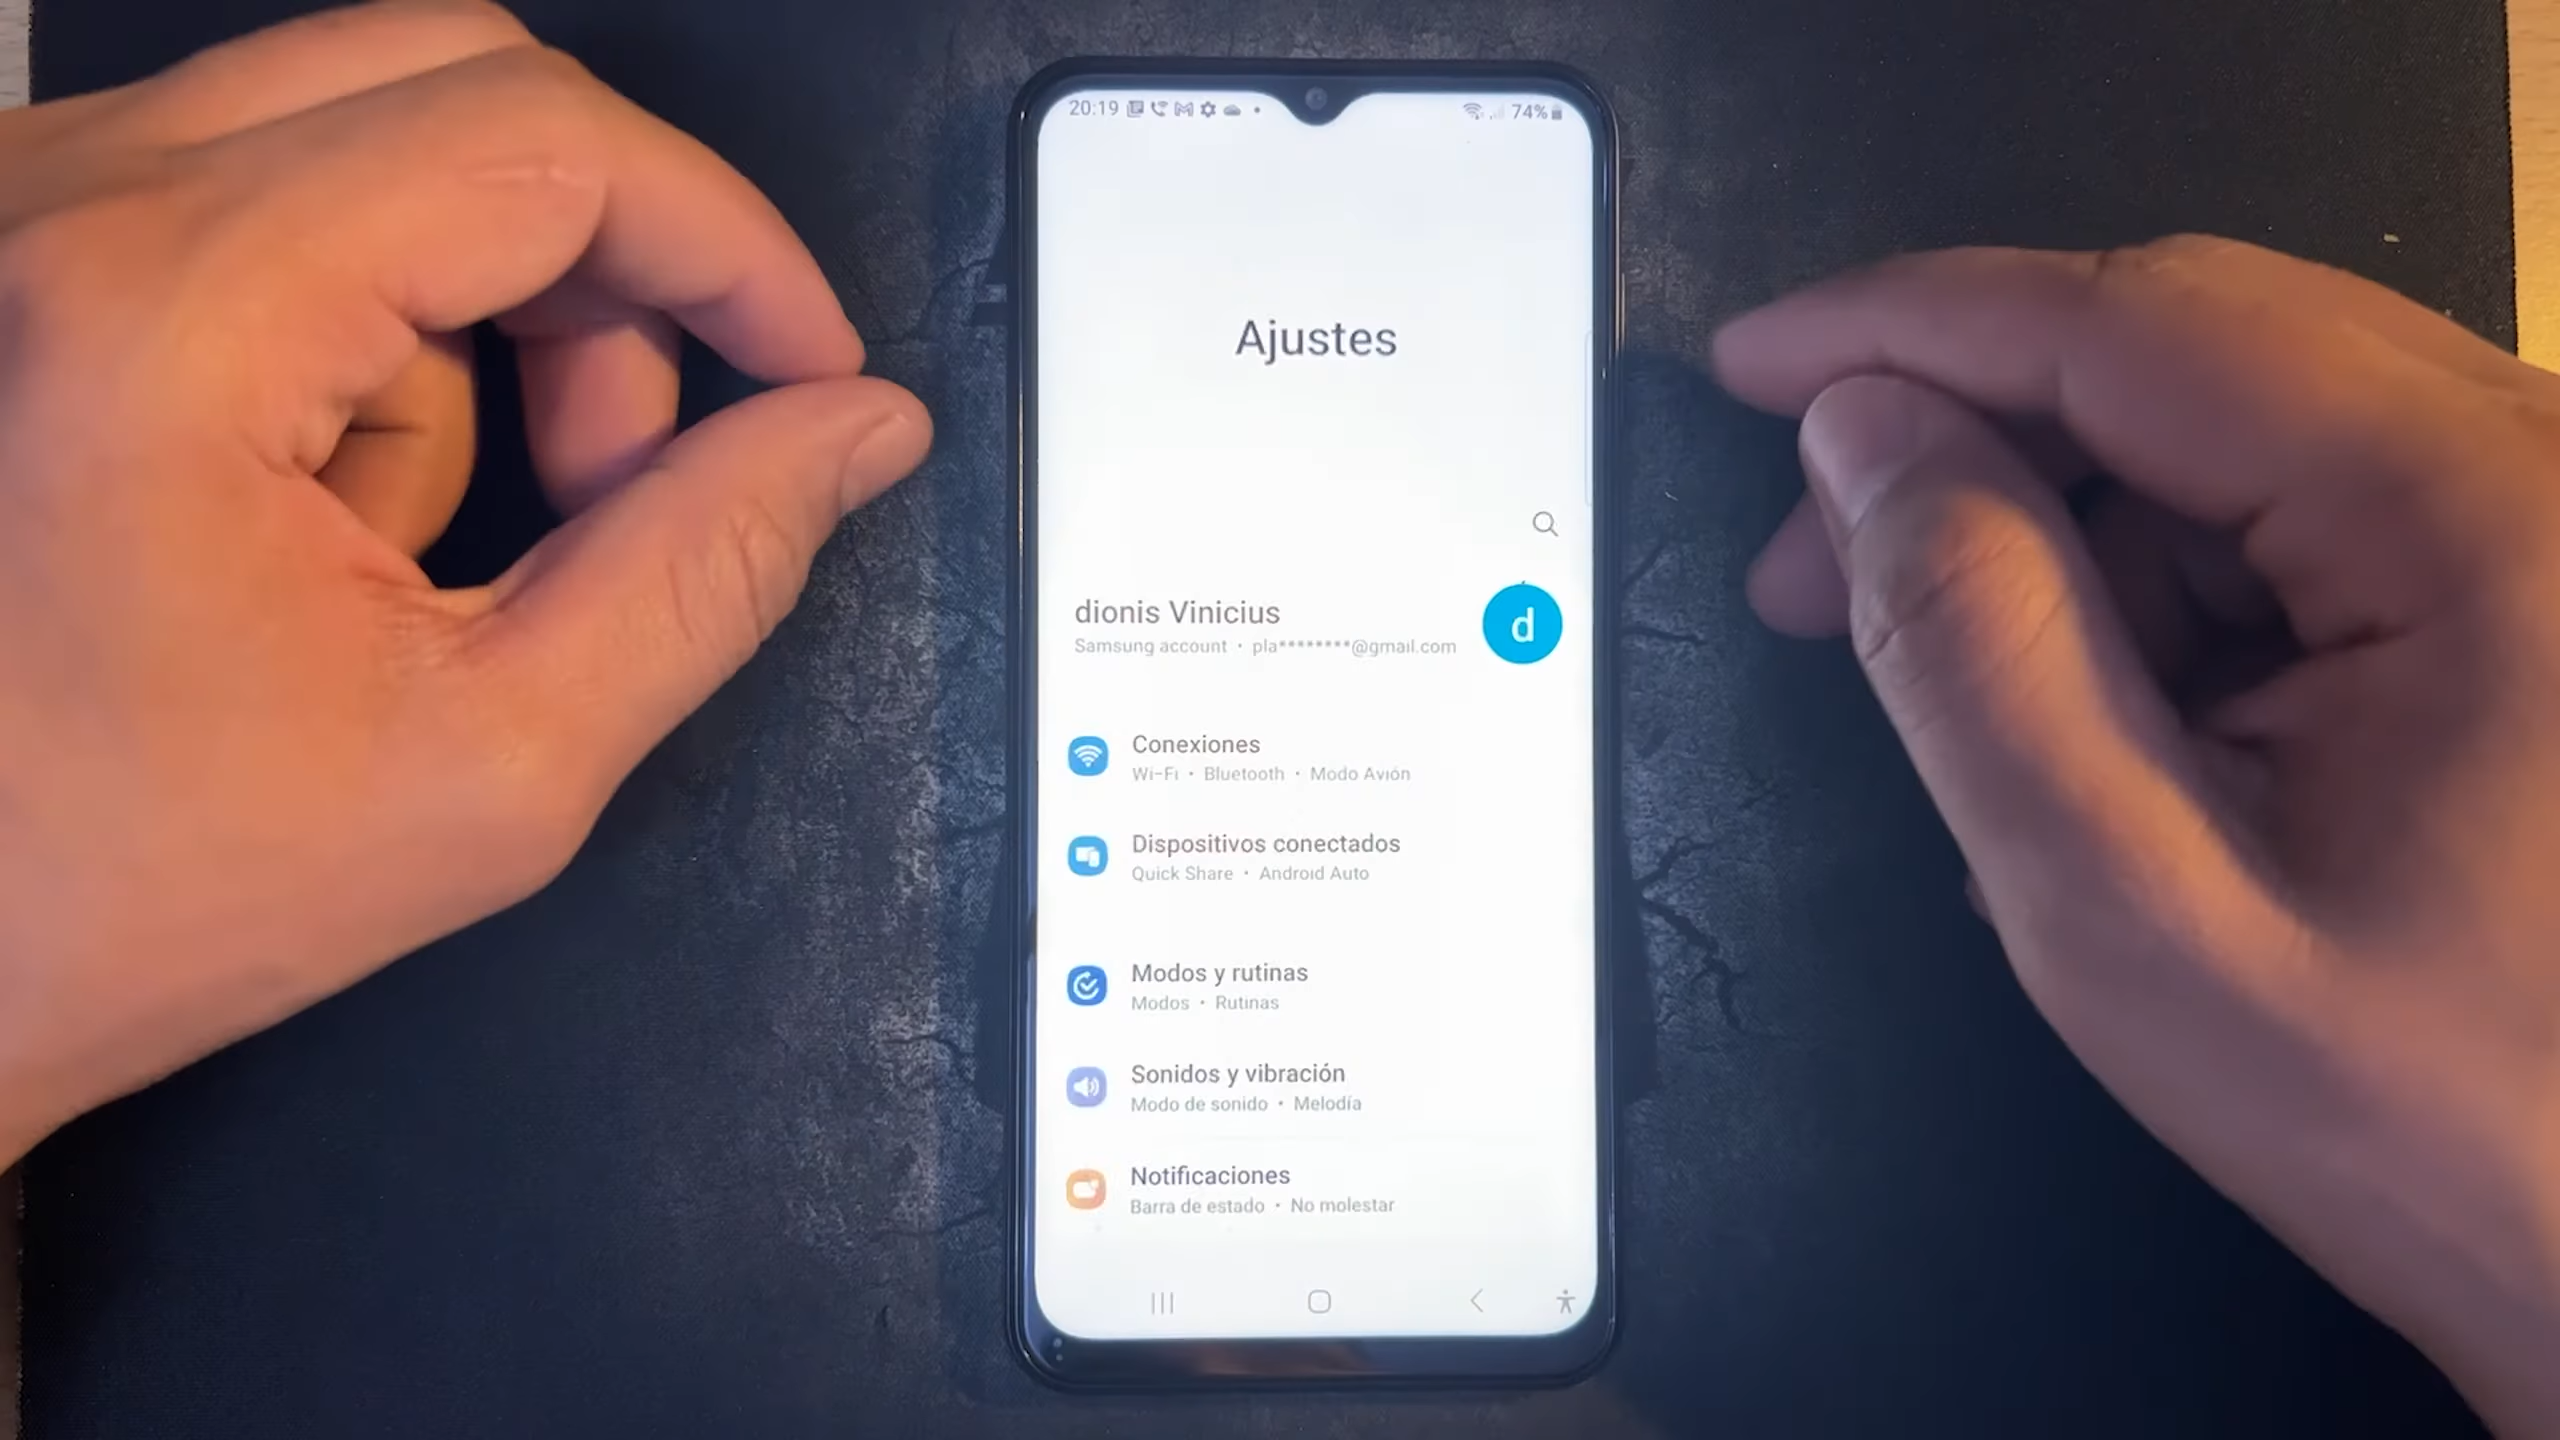 20:19
74%
Ajustes
dionis Vinicius
d
Samsung account • pla********@gmail.com
Conexiones
Wi-Fi • Bluetooth • Modo Avión
Dispositivos conectados
Quick Share • Android Auto
Modos y rutinas
Modos • Rutinas
Sonidos y vibración
Modo de sonido • Melodía
Notificaciones
Barra de estado • No molestar